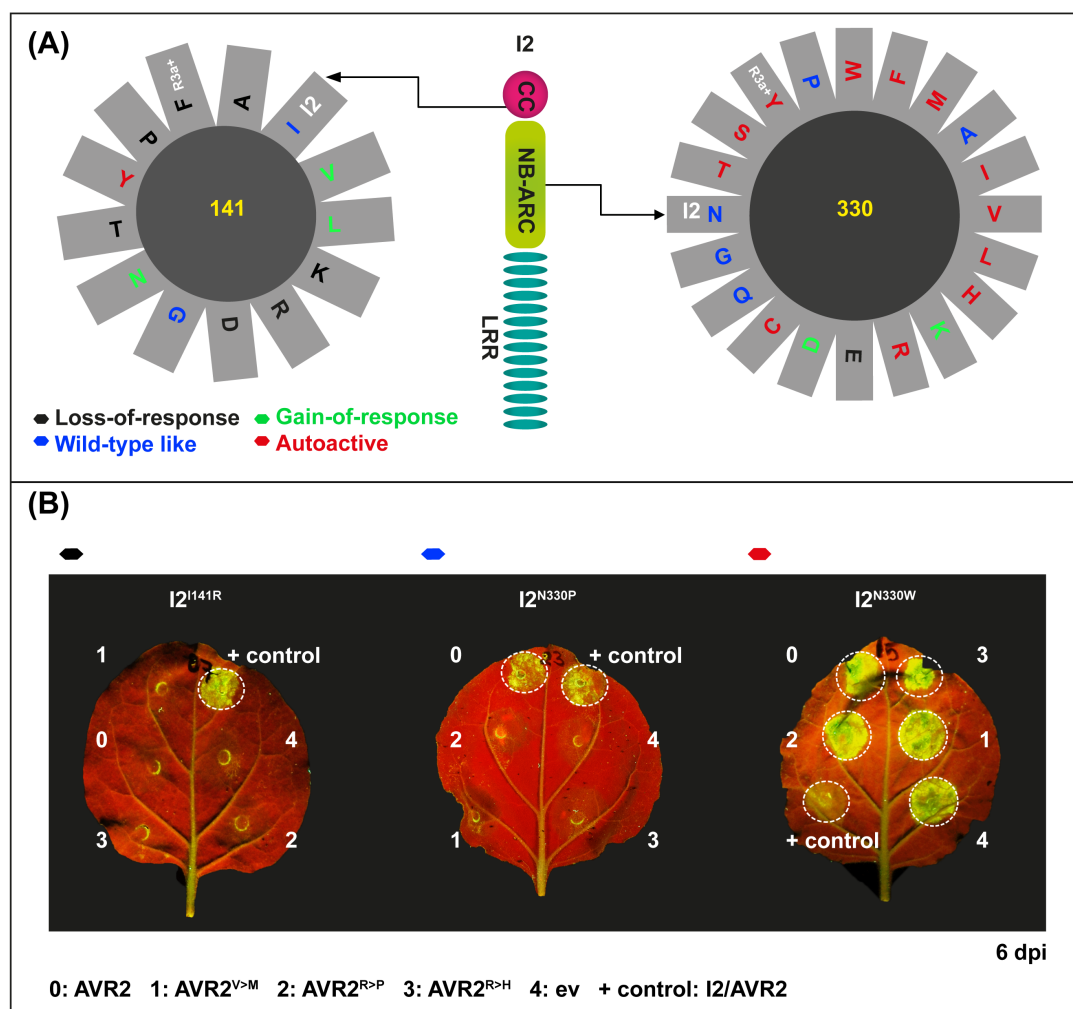 (A)
I2
CC
NB-ARC
LRR
141
I I2
V
L
K
R
D
G
N
T
Y
P
F R3a+
A
330
W
F
M
A
I
V
L
H
K
R
E
G
C
Q
G
I2 N
T
S
R3a+ Y
P
Loss-of-response
Gain-of-response
Wild-type like
Autoactive
(B)
I2^I141R
I2^N330P
I2^N330W
1 + control
0 4
3 2
0 + control
2 4
1 3
0 3
2 1
+ control 4
15
6 dpi
0: AVR2 1: AVR2^V>M 2: AVR2^R>P 3: AVR2^R>H 4: ev + control: I2/AVR2